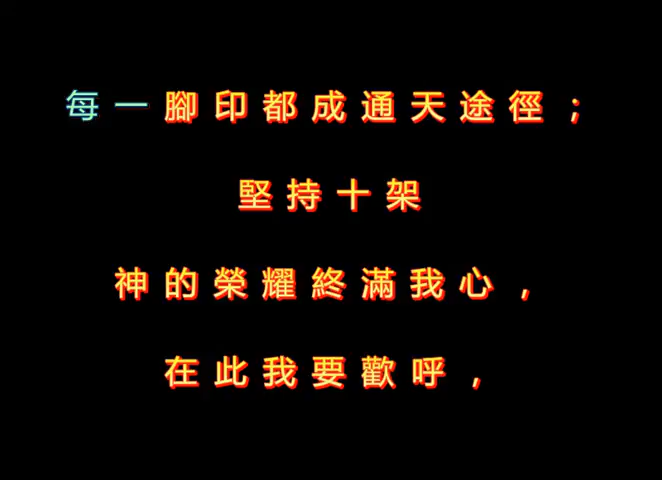 每一腳印都成通天途徑；
堅持十架
神的榮耀終滿我心，
在此我要歡呼，